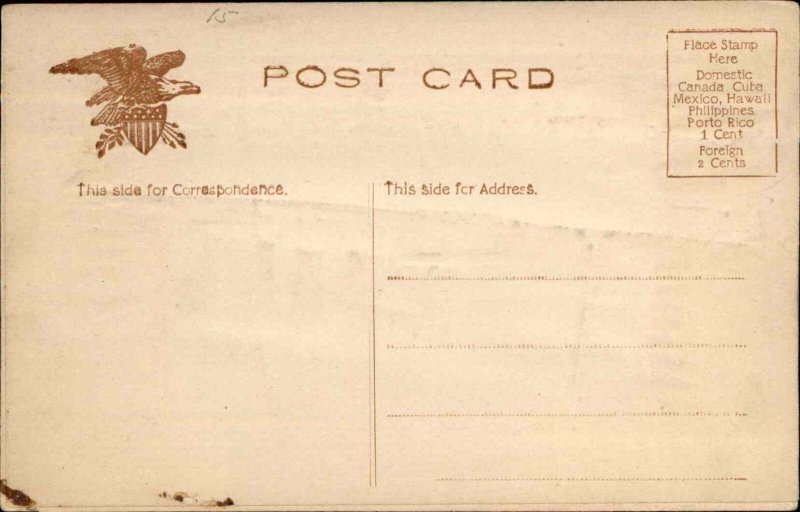 15
POST CARD
Place Stamp
Here
Domestic
Canada Cuba
Mexico, Hawaii
Philippines
Porto Rico
1 Cent
Foreign
2 Cents
This side for Correspondence.
This side for Address.